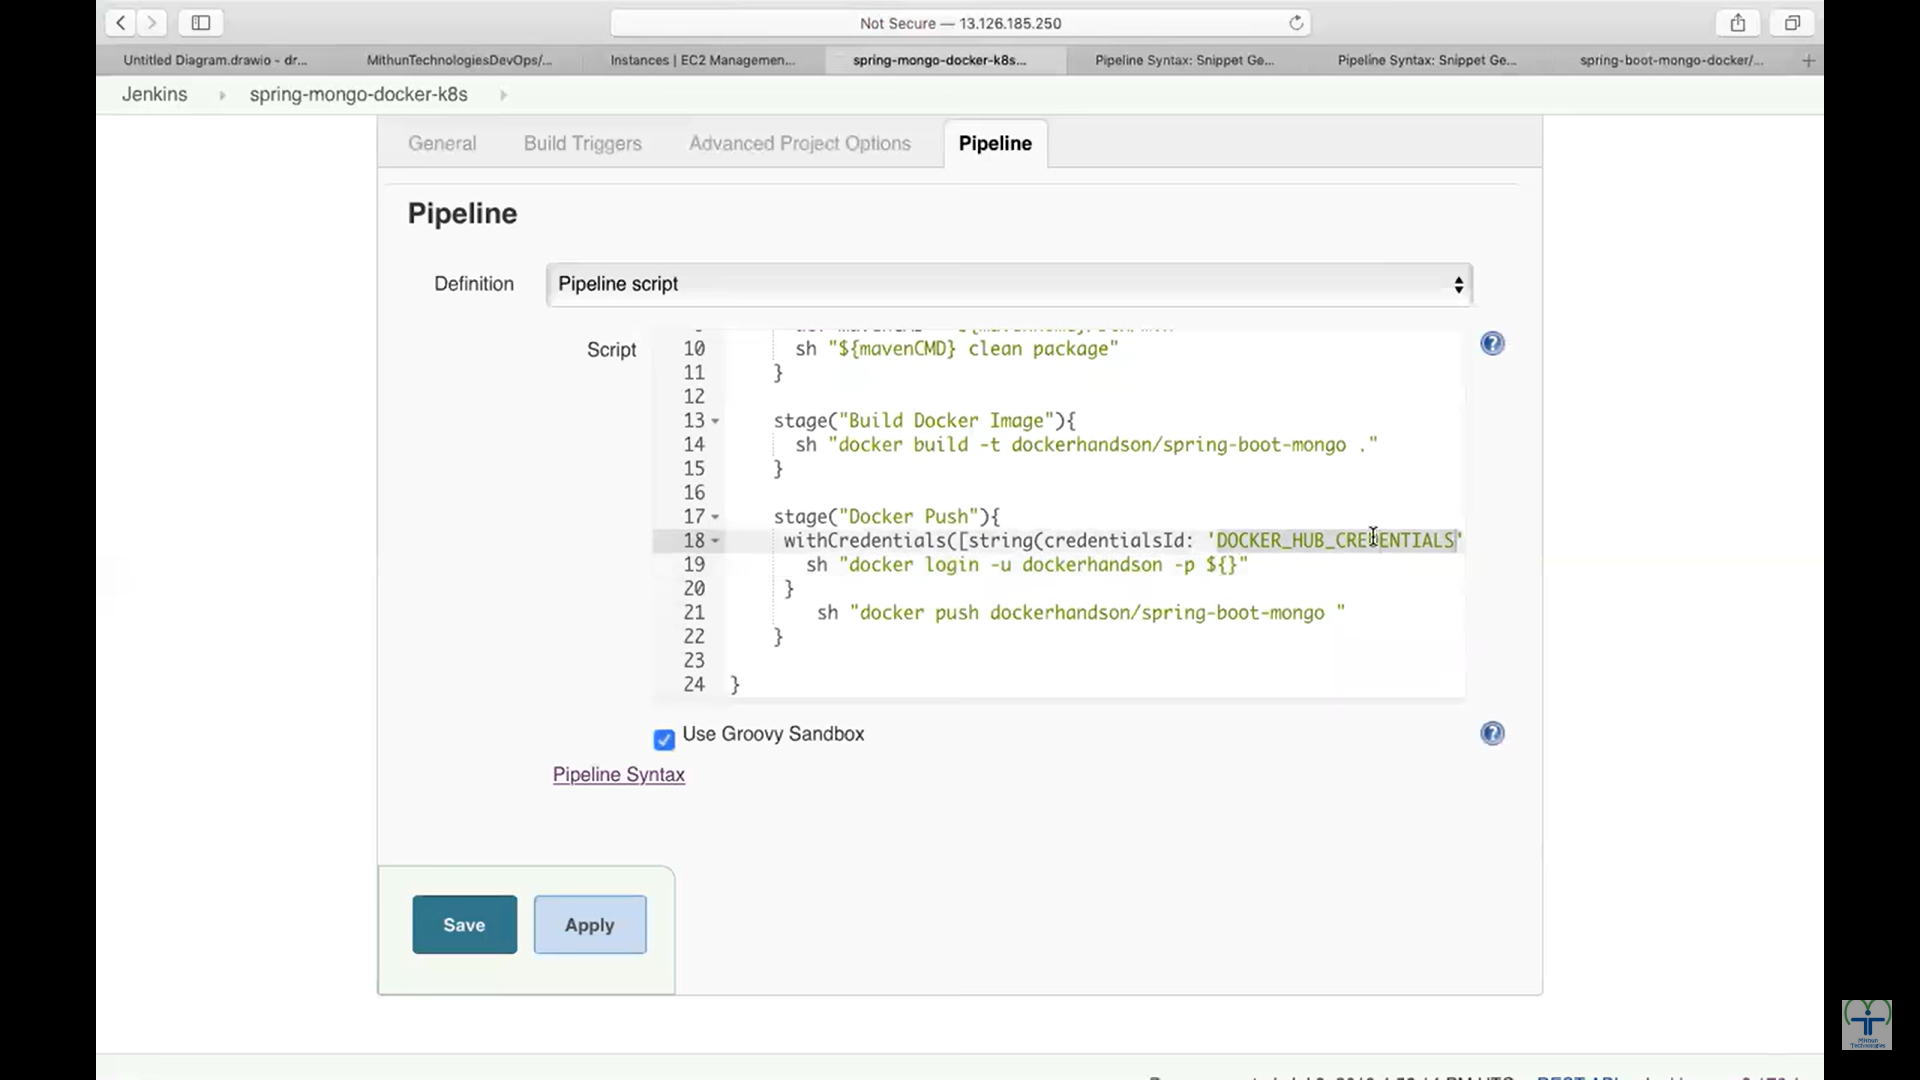 Not Secure — 13.126.185.250
Untitled Diagram.drawio - dr...
MithunTechnologiesDevOps/...
Instances | EC2 Managemen...
spring-mongo-docker-k8s...
Pipeline Syntax: Snippet Ge...
Pipeline Syntax: Snippet Ge...
spring-boot-mongo-docker/...
Jenkins
spring-mongo-docker-k8s
General
Build Triggers
Advanced Project Options
Pipeline
Pipeline
Definition
Pipeline script
Script
10 sh "${mavenCMD} clean package"
11 }
12
13 stage("Build Docker Image"){
14 sh "docker build -t dockerhandson/spring-boot-mongo ."
15 }
16
17 stage("Docker Push"){
18 withCredentials([string(credentialsId: 'DOCKER_HUB_CREDENTIALS'
19 sh "docker login -u dockerhandson -p ${}"
20 }
21 sh "docker push dockerhandson/spring-boot-mongo "
22 }
23
24 }
Use Groovy Sandbox
Pipeline Syntax
Save
Apply
Mithun
Technologies